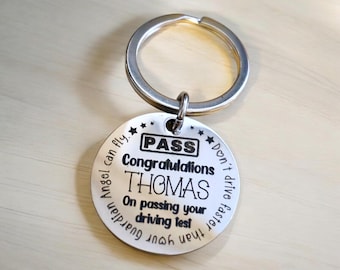 PASS
Congratulations
THOMAS
On passing your
driving test
Don't drive faster than your Guardian Angel can fly,